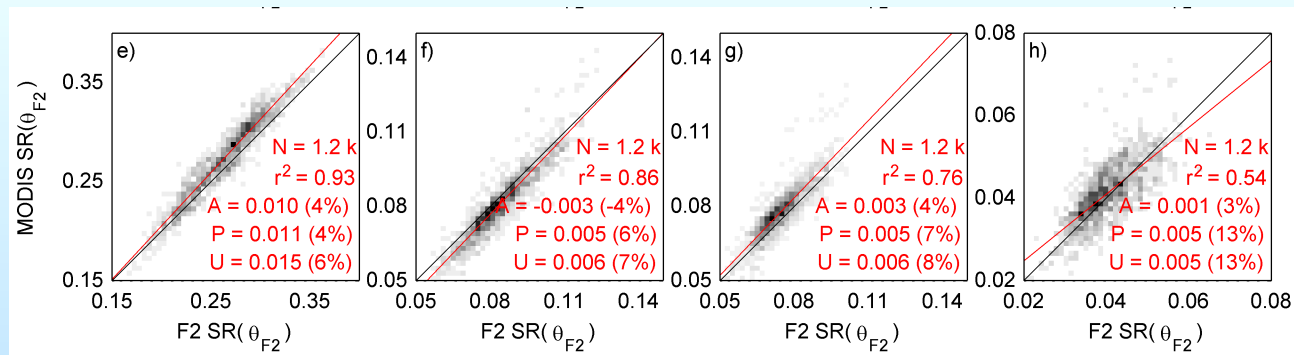 MODIS SR(θF2)
e)
0.35
0.25
0.15
N = 1.2 k
r² = 0.93
A = 0.010 (4%)
P = 0.011 (4%)
U = 0.015 (6%)
0.15 0.25 0.35
F2 SR( θF2)
f)
0.14
0.11
0.08
0.05
N = 1.2 k
r² = 0.86
A = -0.003 (-4%)
P = 0.005 (6%)
U = 0.006 (7%)
0.05 0.08 0.11 0.14
F2 SR( θF2)
g)
0.14
0.11
0.08
0.05
N = 1.2 k
r² = 0.76
A = 0.003 (4%)
P = 0.005 (7%)
U = 0.006 (8%)
0.05 0.08 0.11 0.14
F2 SR( θF2)
h)
0.08
0.06
0.04
0.02
N = 1.2 k
r² = 0.54
A = 0.001 (3%)
P = 0.005 (13%)
U = 0.005 (13%)
0.02 0.04 0.06 0.08
F2 SR( θF2)